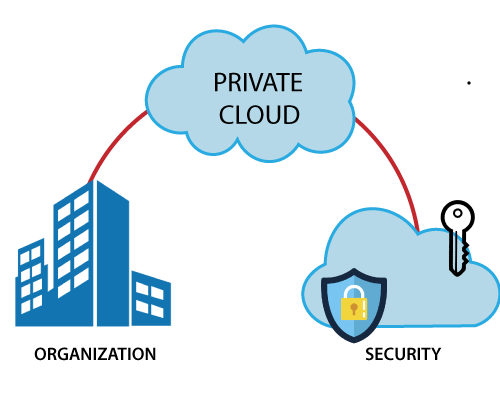 PRIVATE
CLOUD
ORGANIZATION
SECURITY